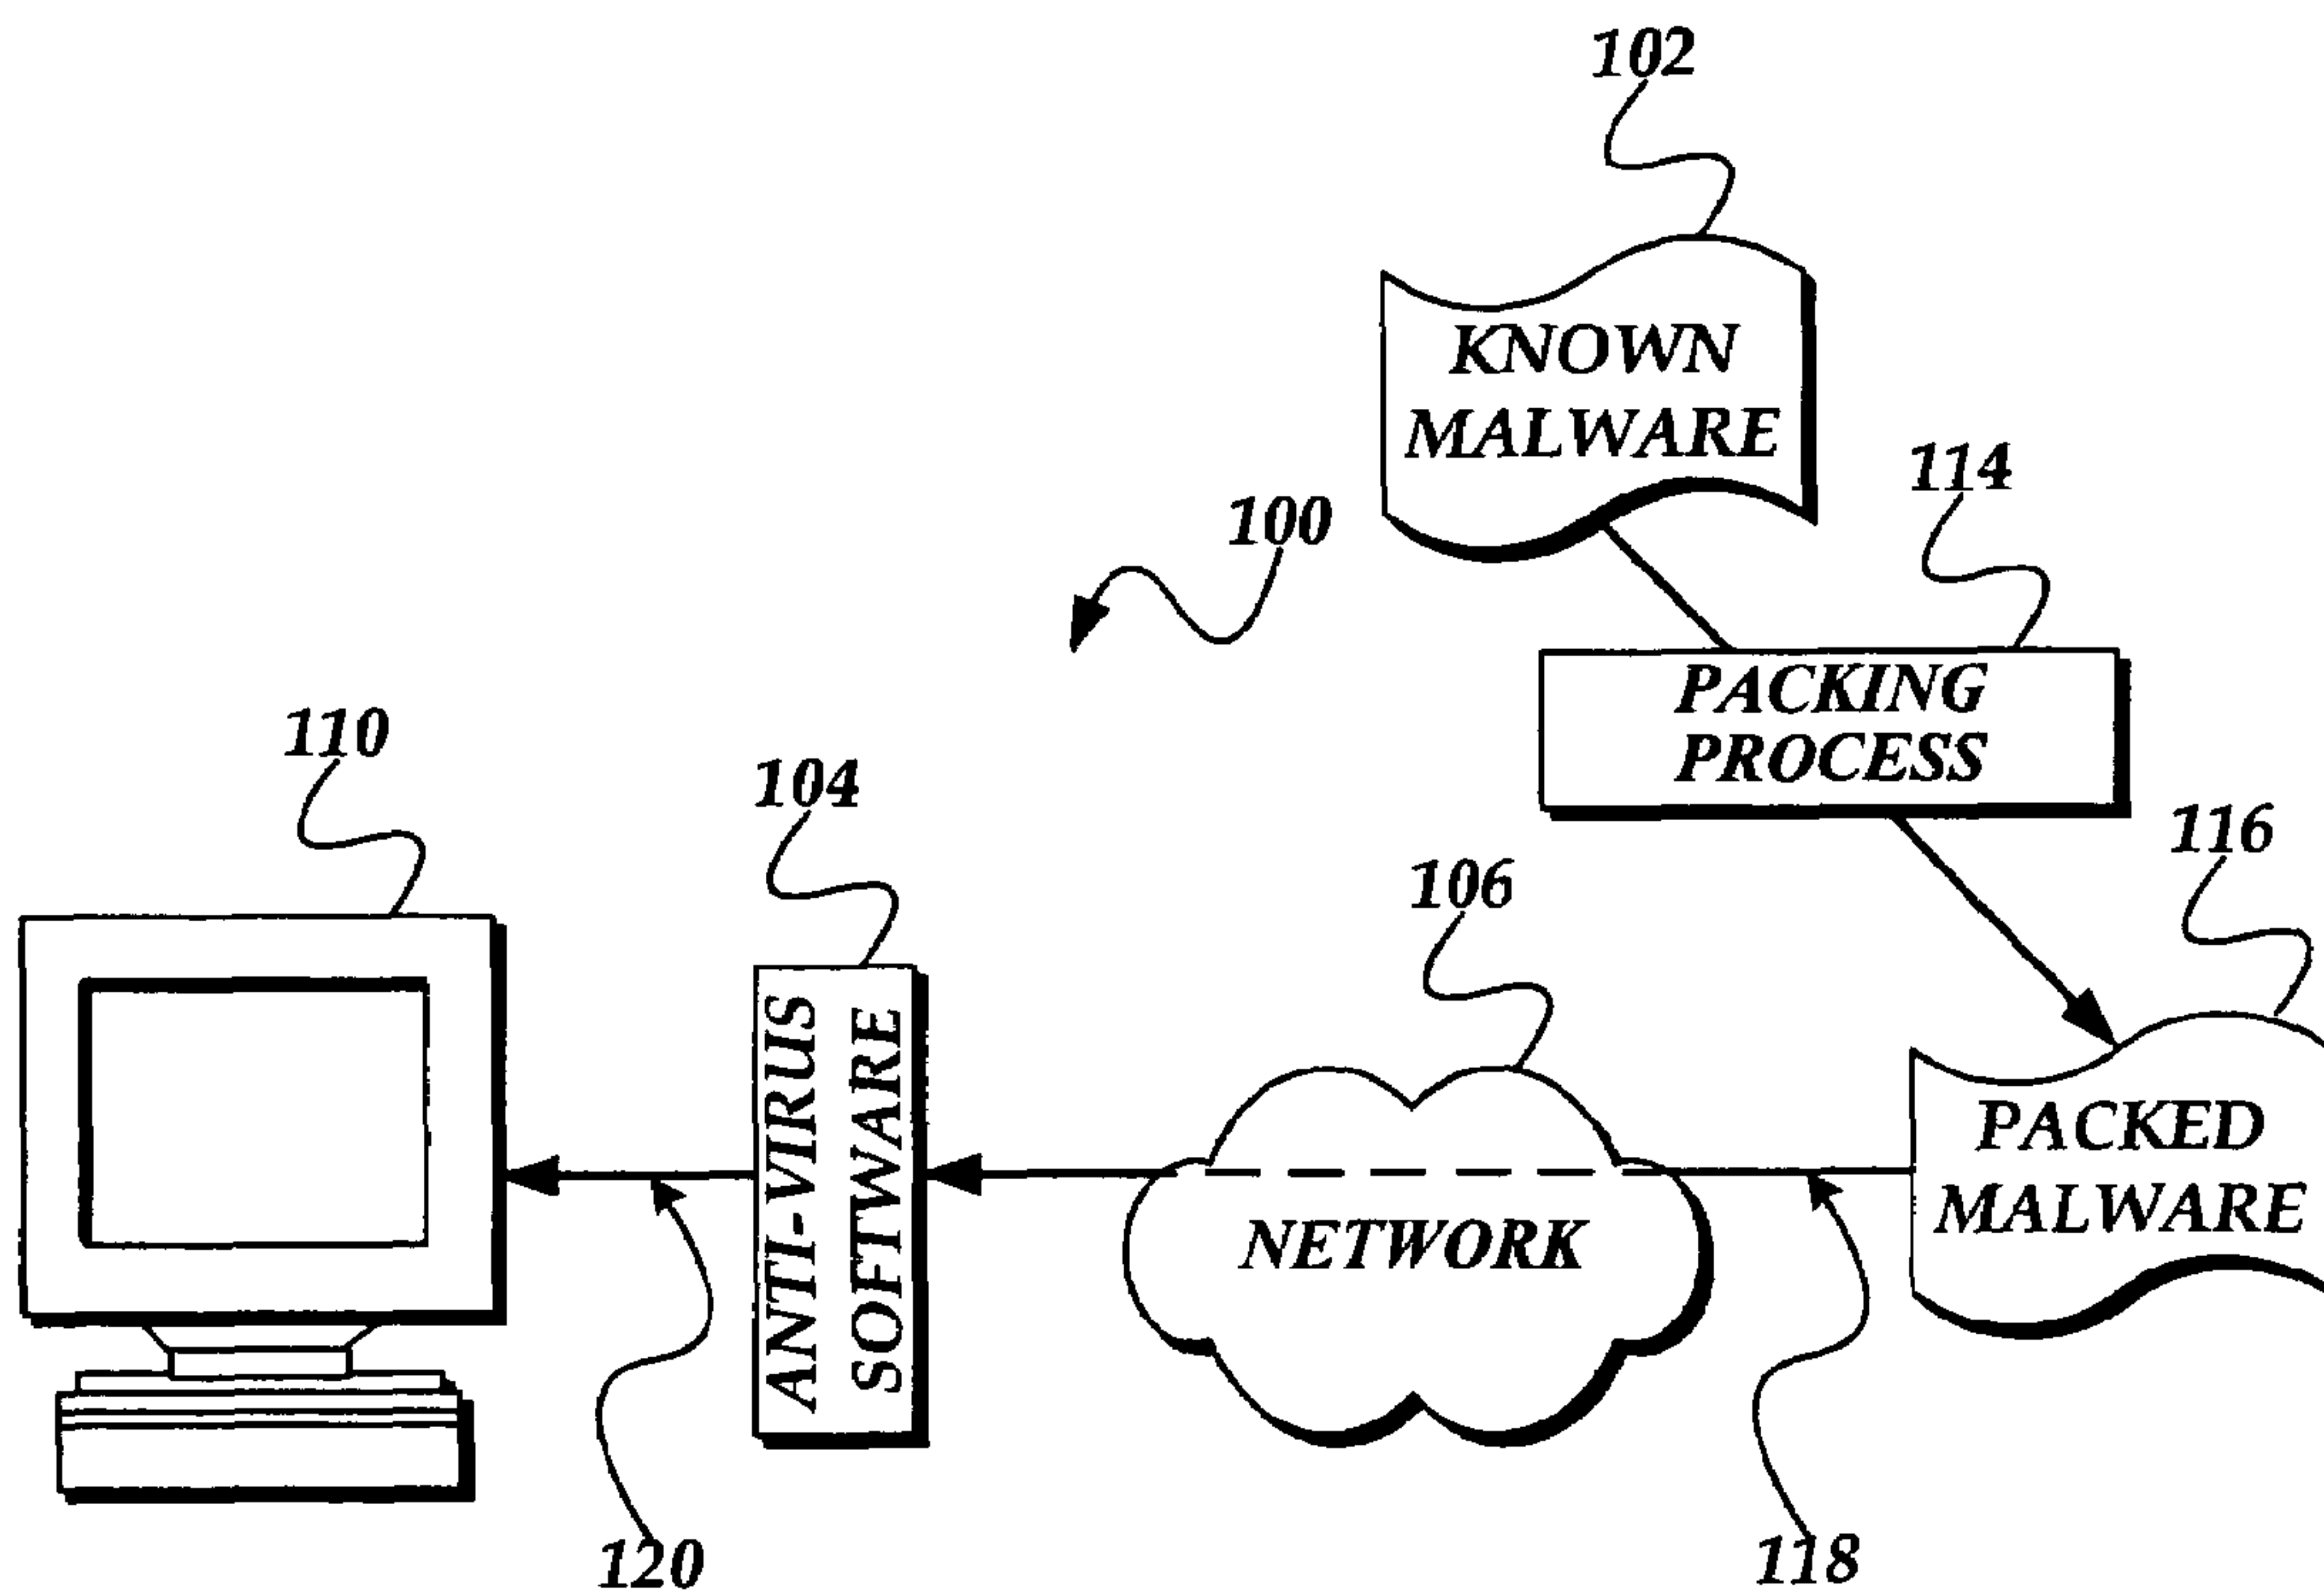 102
KNOWN
MALWARE
114
100
PACKING
PROCESS
110
104
116
106
ANTI-VIRUS
SOFTWARE
PACKED
MALWARE
NETWORK
120
118